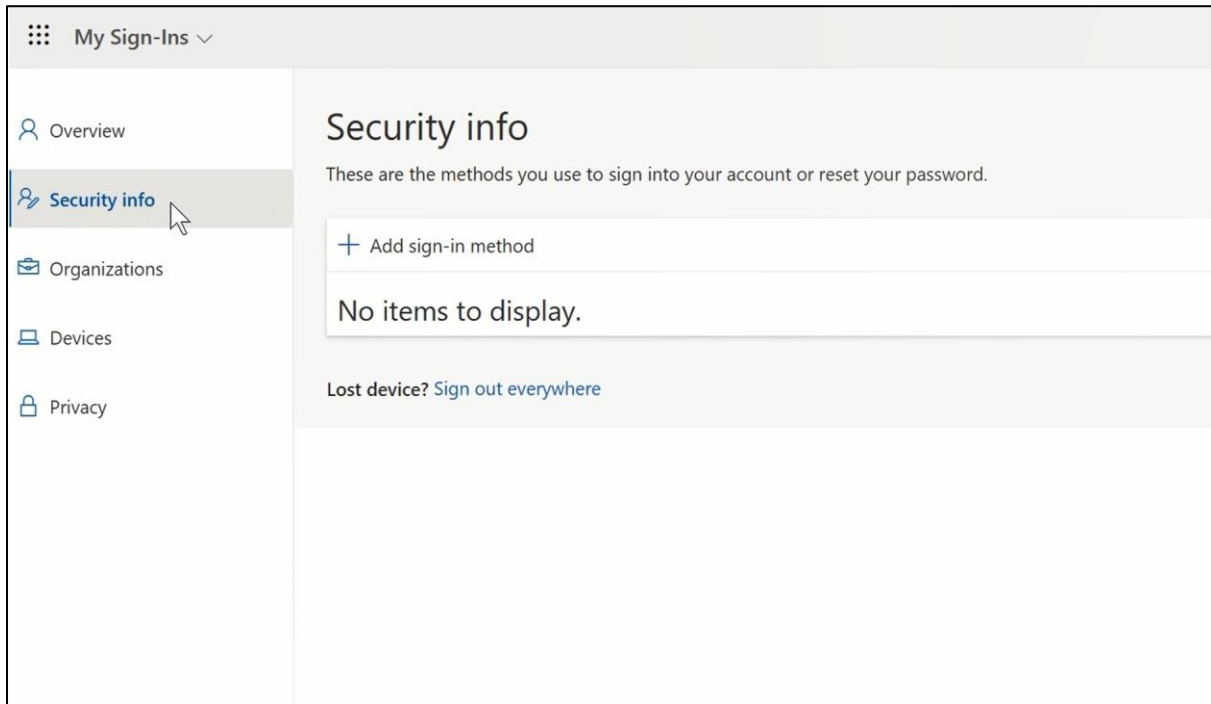 My Sign-Ins
Overview
Security info
Organizations
Devices
Privacy
Security info
These are the methods you use to sign into your account or reset your password.
Add sign-in method
No items to display.
Lost device? Sign out everywhere